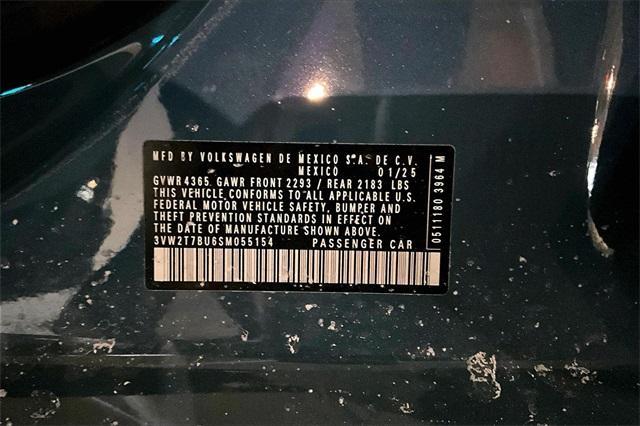 MFD BY VOLKSWAGEN DE MEXICO S.A. DE C.V.
MEXICO 01/25
GVWR 4365. GAWR FRONT 2293 / REAR 2183 LBS
THIS VEHICLE CONFORMS TO ALL APPLICABLE U.S.
FEDERAL MOTOR VEHICLE SAFETY, BUMPER AND
THEFT PREVENTION STANDARDS IN EFFECT ON
THE DATE OF MANUFACTURE SHOWN ABOVE.
3VW2T7BU6SM055154 PASSENGER CAR
0511180 3964 M